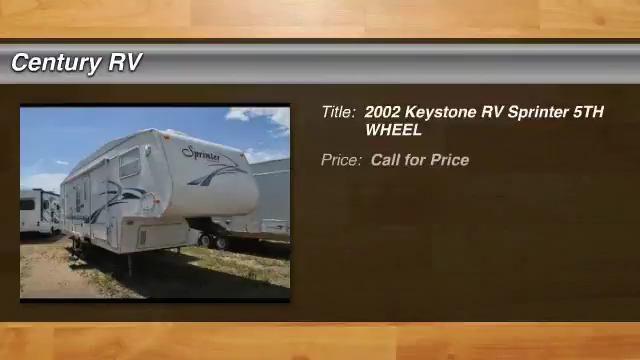 Century RV
Title: 2002 Keystone RV Sprinter 5TH
WHEEL
Price: Call for Price
Sprinter